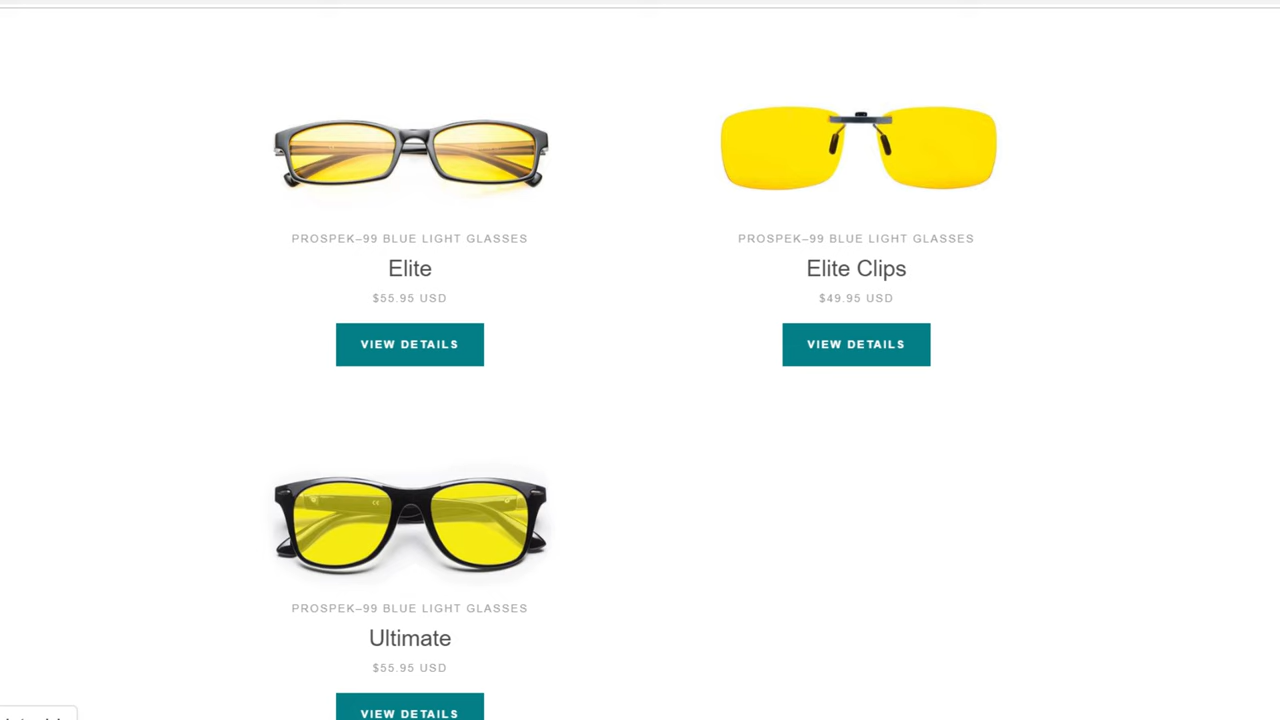 PROSPEK–99 BLUE LIGHT GLASSES
Elite
$55.95 USD
VIEW DETAILS
PROSPEK–99 BLUE LIGHT GLASSES
Elite Clips
$49.95 USD
VIEW DETAILS
PROSPEK–99 BLUE LIGHT GLASSES
Ultimate
$55.95 USD
VIEW DETAILS